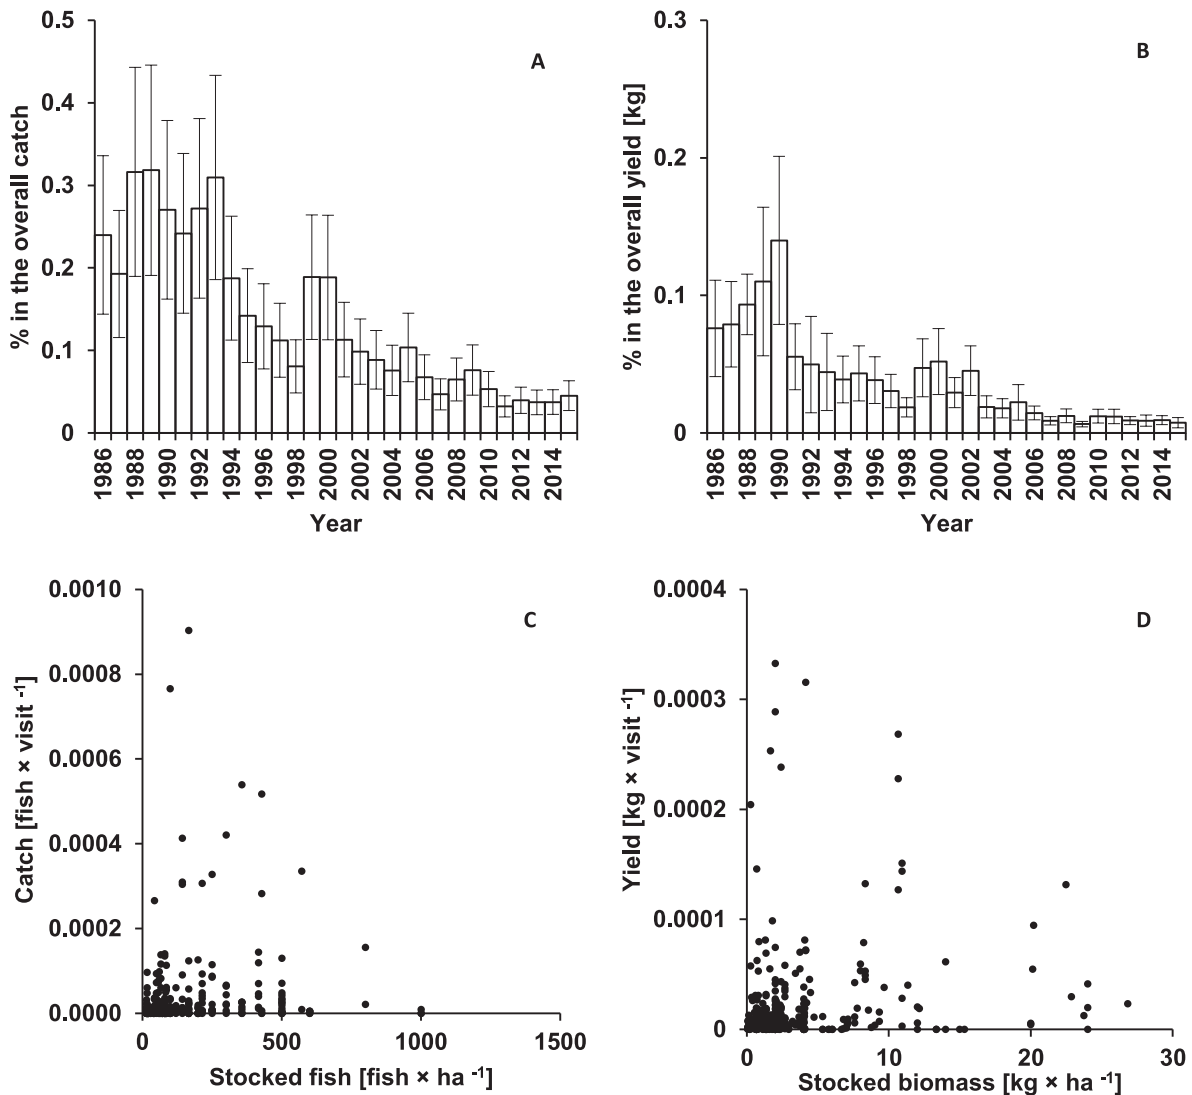 A
% in the overall catch
0.5
0.4
0.3
0.2
0.1
0
1986 1988 1990 1992 1994 1996 1998 2000 2002 2004 2006 2008 2010 2012 2014
Year
B
% in the overall yield [kg]
0.3
0.2
0.1
0
1986 1988 1990 1992 1994 1996 1998 2000 2002 2004 2006 2008 2010 2012 2014
Year
C
Catch [fish × visit -1]
0.0010
0.0008
0.0006
0.0004
0.0002
0.0000
0 500 1000 1500
Stocked fish [fish × ha -1]
D
Yield [kg × visit -1]
0.0004
0.0003
0.0002
0.0001
0
0 10 20 30
Stocked biomass [kg × ha -1]